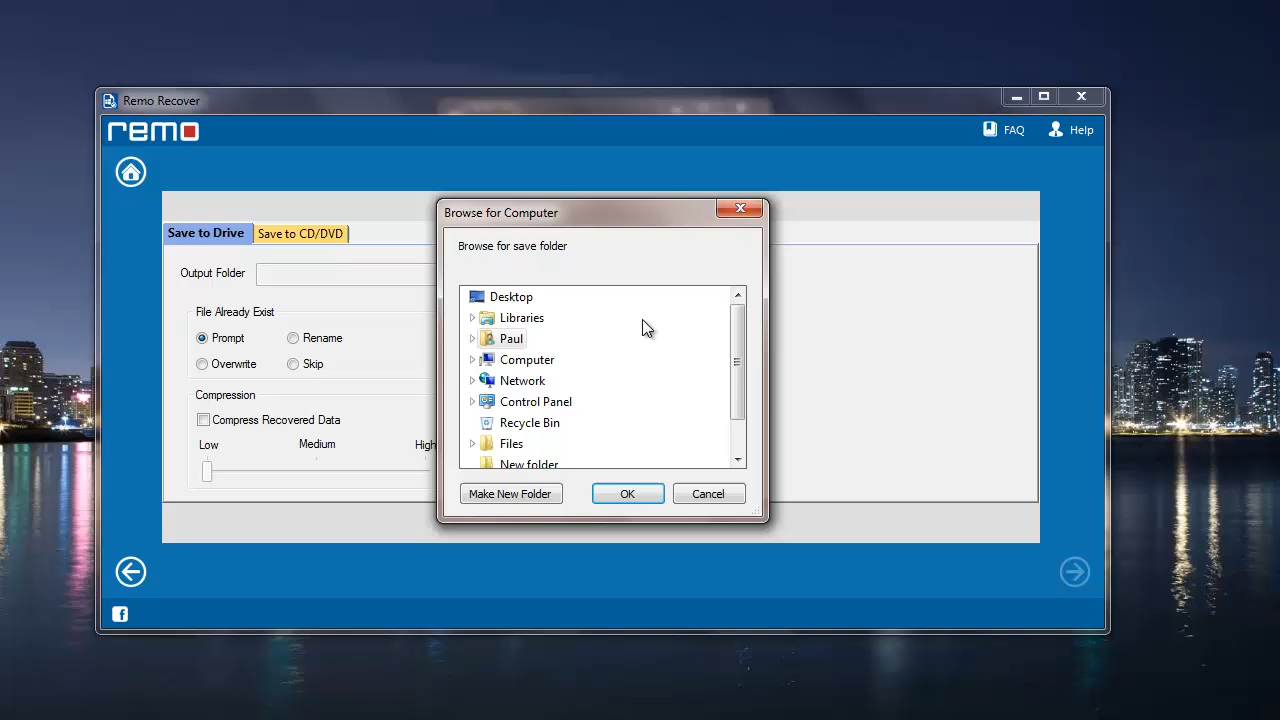 Remo Recover
remo
FAQ
Help
Browse for Computer
Browse for save folder
Save to Drive
Save to CD/DVD
Output Folder
File Already Exist
Prompt
Rename
Overwrite
Skip
Compression
Compress Recovered Data
Low
Medium
High
Desktop
Libraries
Paul
Computer
Network
Control Panel
Recycle Bin
Files
New folder
Make New Folder
OK
Cancel
f